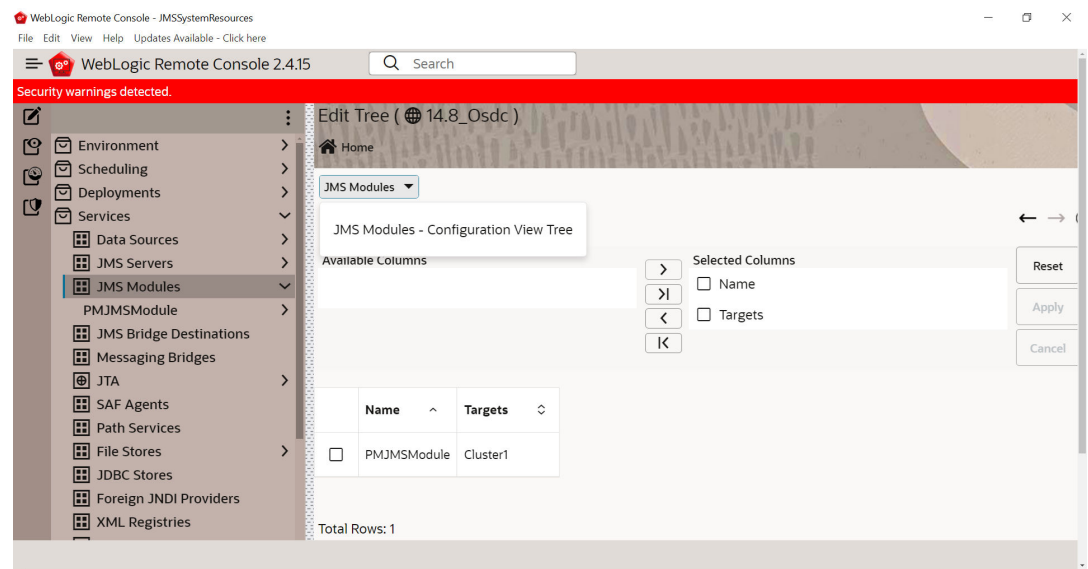 WebLogic Remote Console - JMSSystemResources
File Edit View Help Updates Available - Click here
WebLogic Remote Console 2.4.15
Search
Security warnings detected.
Edit Tree ( 14.8_Osdc )
Home
Environment
Scheduling
Deployments
Services
Data Sources
JMS Servers
JMS Modules
PMJMSModule
JMS Bridge Destinations
Messaging Bridges
JTA
SAF Agents
Path Services
File Stores
JDBC Stores
Foreign JNDI Providers
XML Registries
JMS Modules
JMS Modules - Configuration View Tree
Available Columns
Selected Columns
Name
Targets
Reset
Apply
Cancel
Name Targets
PMJMSModule Cluster1
Total Rows: 1